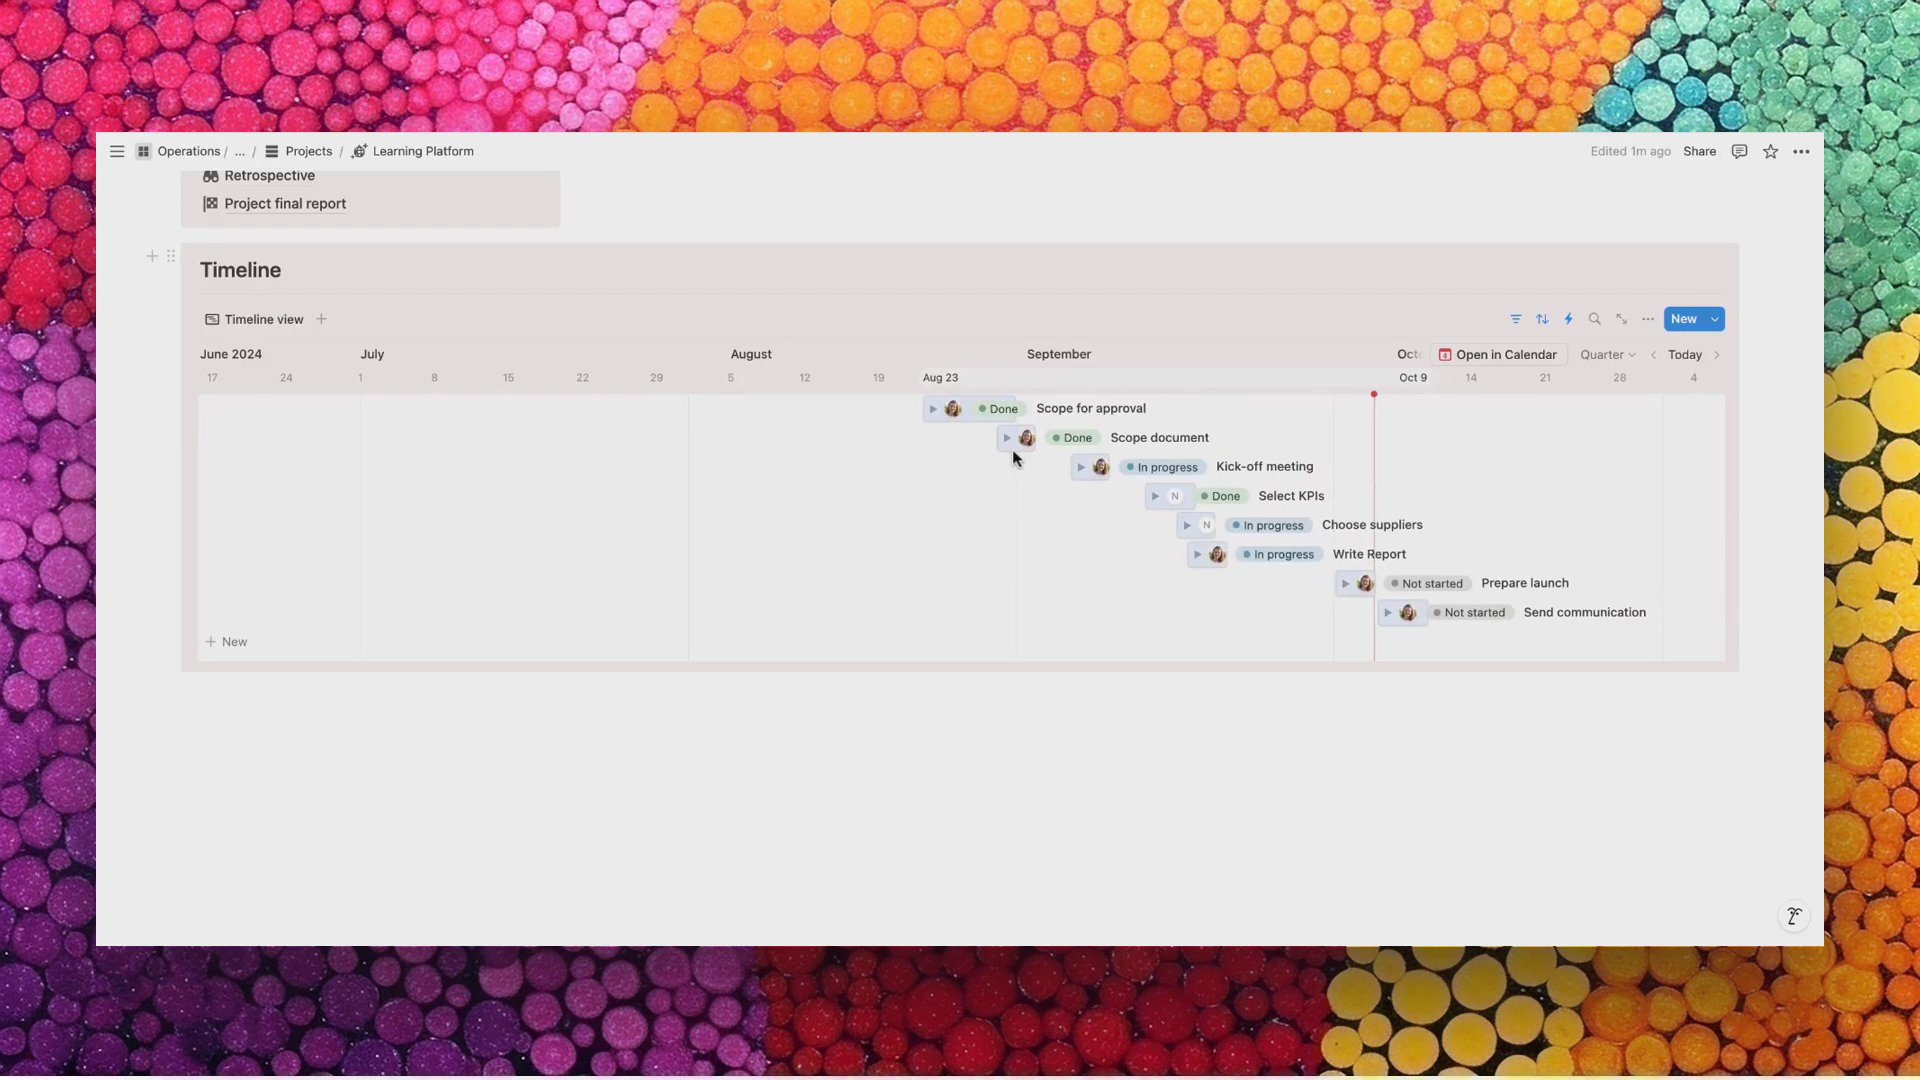 Operations / ... / Projects / Learning Platform
Edited 1m ago Share
Retrospective
Project final report
Timeline
Timeline view
New
June 2024 July August September Oct
Open in Calendar Quarter Today
17 24 1 8 15 22 29 5 12 19 Aug 23 Oct 9 14 21 28 4
Done Scope for approval
Done Scope document
In progress Kick-off meeting
N Done Select KPIs
N In progress Choose suppliers
In progress Write Report
Not started Prepare launch
Not started Send communication
New